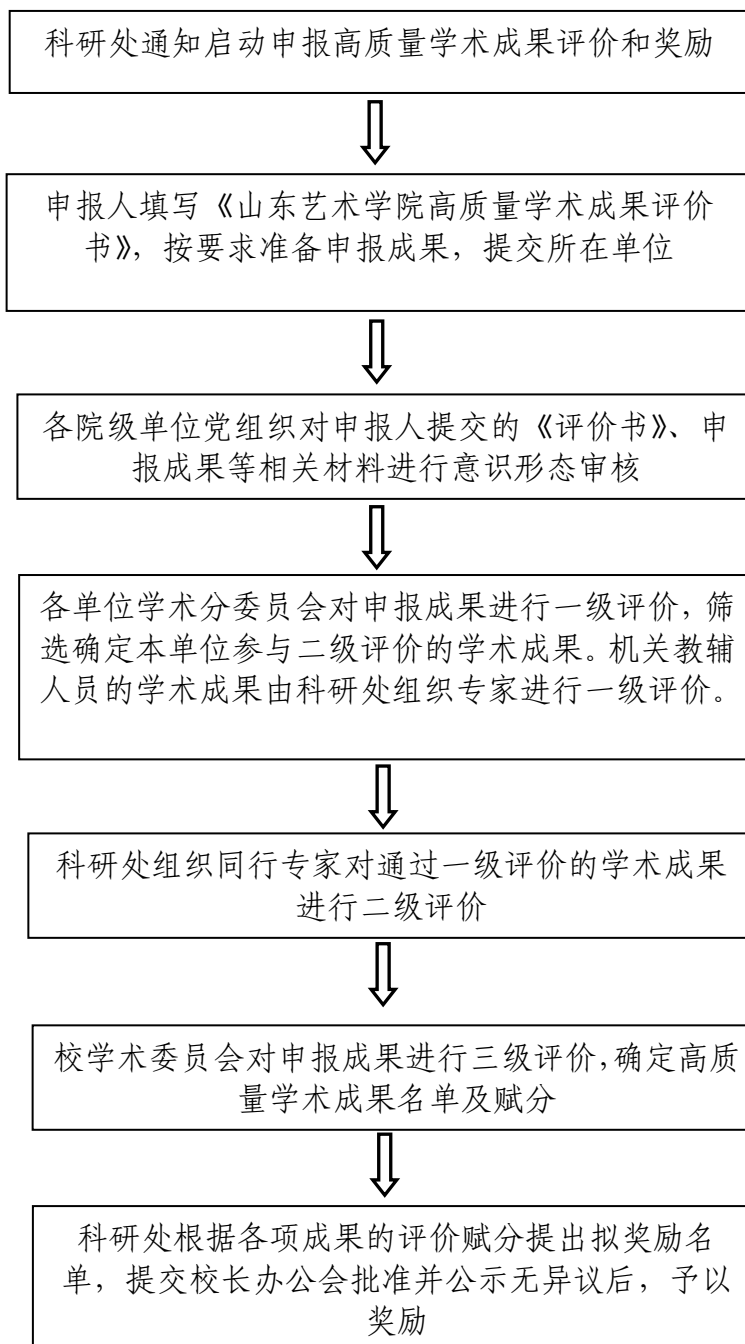 科研处通知启动申报高质量学术成果评价和奖励
申报人填写《山东艺术学院高质量学术成果评价
书》，按要求准备申报成果，提交所在单位
各院级单位党组织对申报人提交的《评价书》、申
报成果等相关材料进行意识形态审核
各单位学术分委员会对申报成果进行一级评价，筛
选确定本单位参与二级评价的学术成果。机关教辅
人员的学术成果由科研处组织专家进行一级评价。
科研处组织同行专家对通过一级评价的学术成果
进行二级评价
校学术委员会对申报成果进行三级评价，确定高质
量学术成果名单及赋分
科研处根据各项成果的评价赋分提出拟奖励名
单，提交校长办公会批准并公示无异议后，予以
奖励